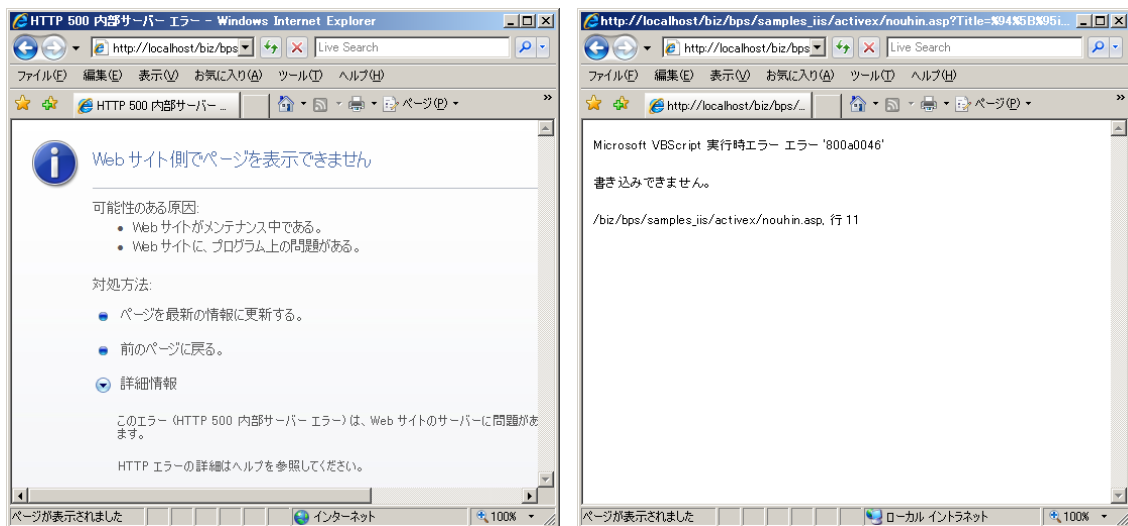 HTTP 500 内部サーバー エラー - Windows Internet Explorer
http://localhost/biz/bps
Live Search
ファイル(F) 編集(E) 表示(V) お気に入り(A) ツール(T) ヘルプ(H)
HTTP 500 内部サーバー ...
ページ(P)
»
Web サイト側でページを表示できません
可能性のある原因:
• Web サイトがメンテナンス中である。
• Web サイトに、プログラム上の問題がある。
対処方法:
ページを最新の情報に更新する。
前のページに戻る。
詳細情報
このエラー (HTTP 500 内部サーバー エラー) は、Web サイトのサーバーに問題があ
ます。
HTTP エラーの詳細はヘルプを参照してください。
ページが表示されました
インターネット
100%
http://localhost/biz/bps/samples_iis/activex/nouhin.asp?Title=%94%5B%95i...
http://localhost/biz/bps
Live Search
ファイル(F) 編集(E) 表示(V) お気に入り(A) ツール(T) ヘルプ(H)
http://localhost/biz/bps/...
ページ(P)
»
Microsoft VBScript 実行時エラー エラー '800a0046'
書き込みできません。
/biz/bps/samples_iis/activex/nouhin.asp, 行 11
ページが表示されました
ローカル イントラネット
100%